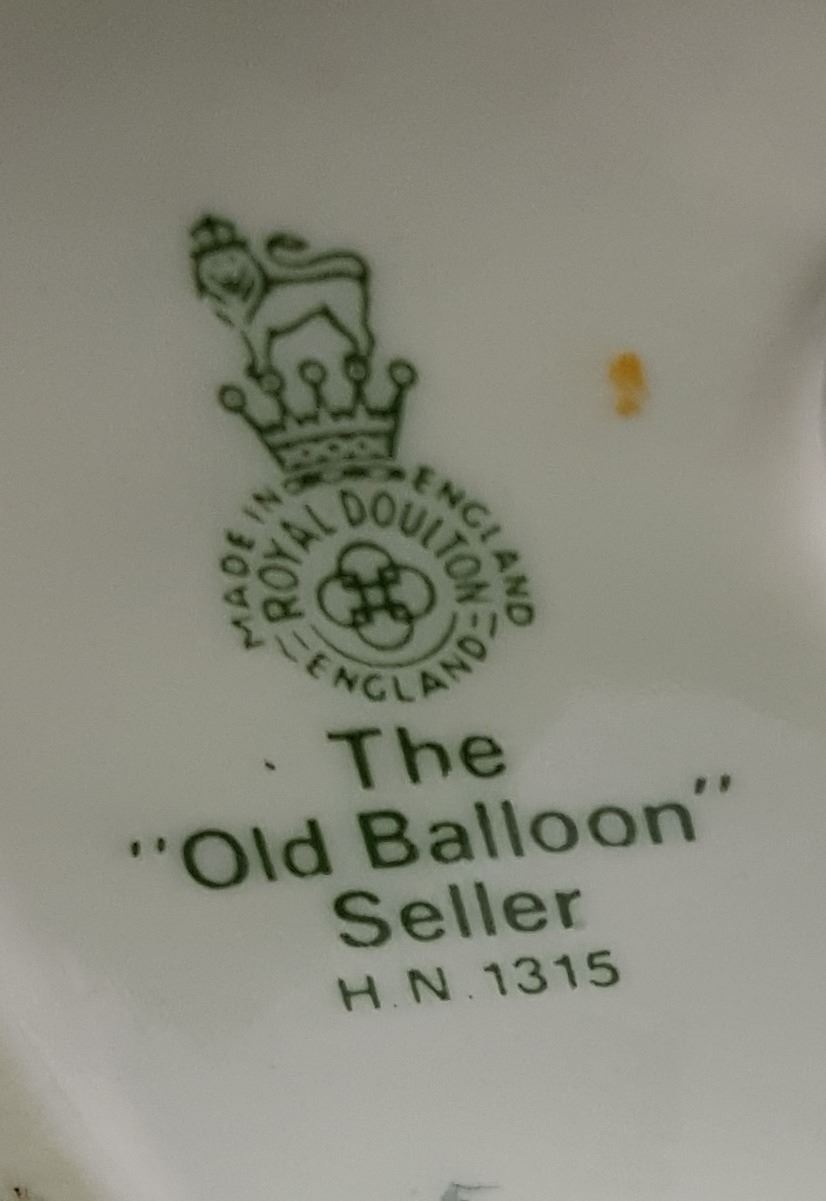 MADE IN ENGLAND
ROYAL DOULTON
ENGLAND
The
"Old Balloon"
Seller
H.N.1315